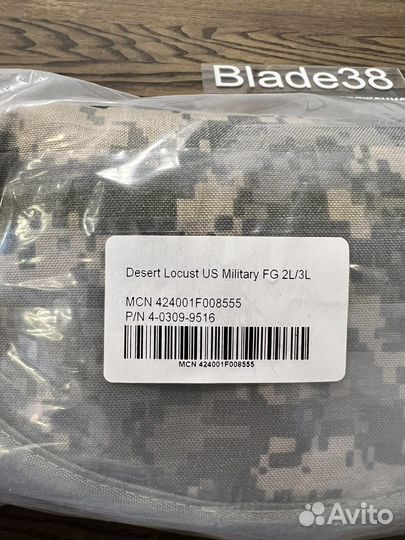 Blade38
Desert Locust US Military FG 2L/3L
MCN 424001F008555
P/N 4-0309-9516
MCN 424001F008555
Avito